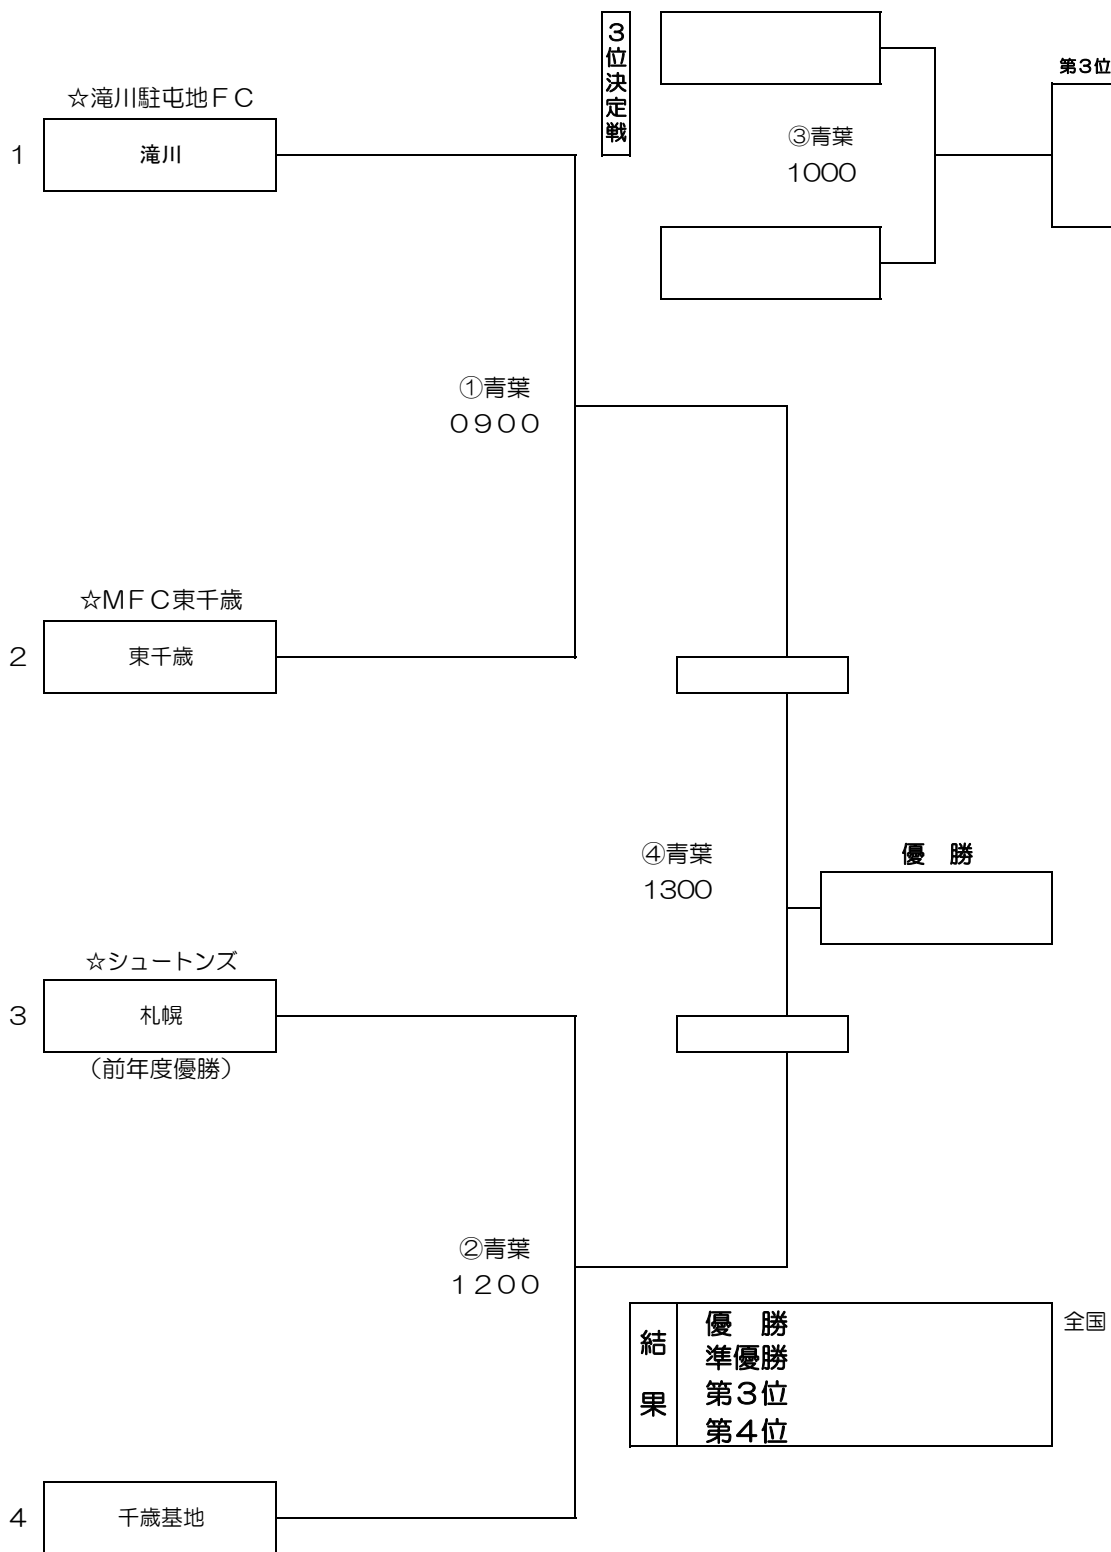 3位決定戦
第3位
③青葉
1000
☆滝川駐屯地FC
1
滝川
①青葉
0900
☆MFC東千歳
2
東千歳
④青葉
1300
優 勝
☆シュートンズ
3
札幌
（前年度優勝）
②青葉
1200
結果
優 勝
準優勝
第3位
第4位
全国
4
千歳基地